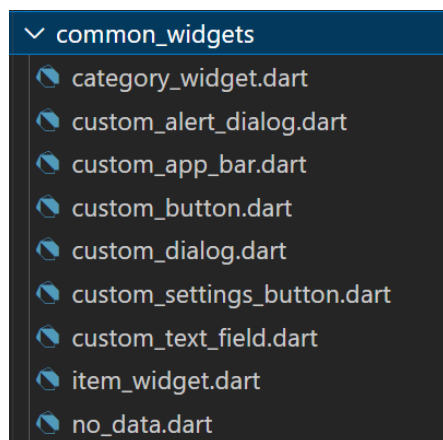 common_widgets
category_widget.dart
custom_alert_dialog.dart
custom_app_bar.dart
custom_button.dart
custom_dialog.dart
custom_settings_button.dart
custom_text_field.dart
item_widget.dart
no_data.dart